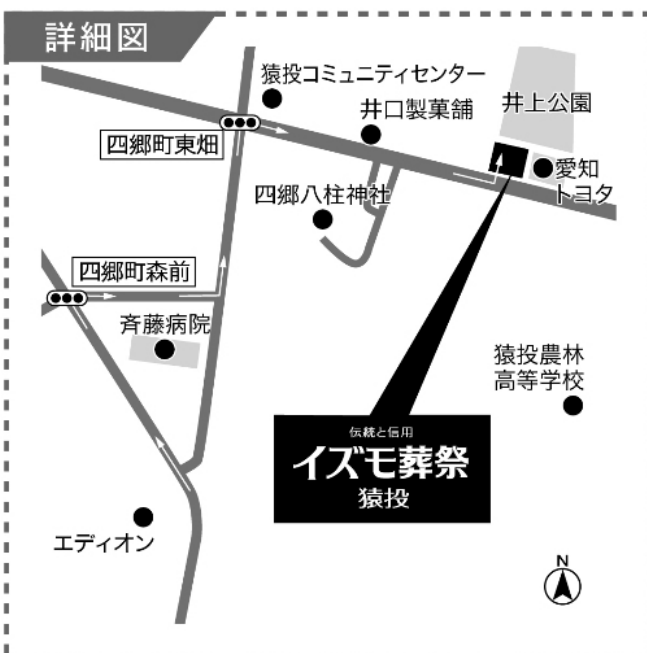 詳細図
猿投コミュニティセンター
井口製菓舗
井上公園
四郷町東畑
愛知
トヨタ
四郷八柱神社
四郷町森前
斉藤病院
猿投農林
高等学校
伝統と信用
イズモ葬祭
猿投
エディオン
N